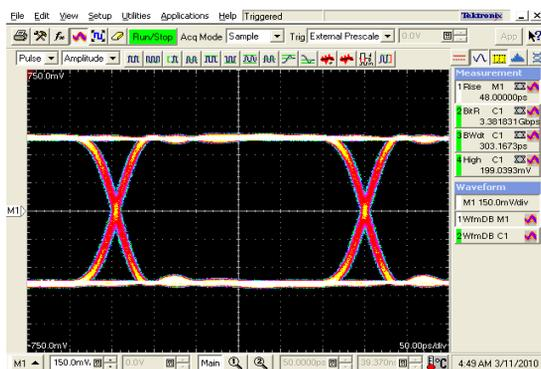 File Edit View Setup Utilities Applications Help Triggered Tektronix
Run/Stop Acq Mode Sample Trig External Prescale 0.0V App
Pulse Amplitude
750.0mV
Measurement
1 Rise M1
48.00000ps
2 BitR C1
3.381831Gbps
3 BWdt C1
303.1673ps
4 High C1
199.0393mV
Waveform
M1 150.0mV/div
1 WfmDB M1
2 WfmDB C1
M1
-750.0mV 50.00ps/div
M1 150.0mV 0.0V Main 50.0000ps 39.370ns °C 4:49 AM 3/11/2010